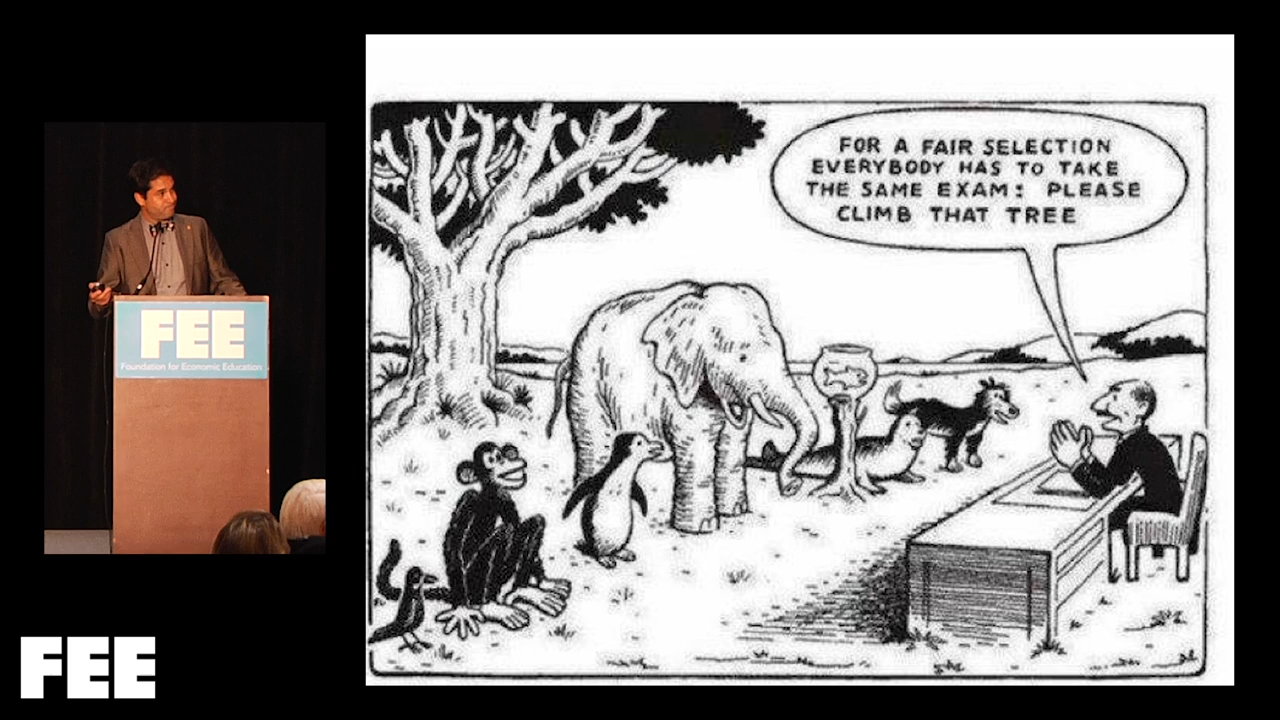 FEE
Foundation for Economic Education
FEE
FOR A FAIR SELECTION
EVERYBODY HAS TO TAKE
THE SAME EXAM: PLEASE
CLIMB THAT TREE